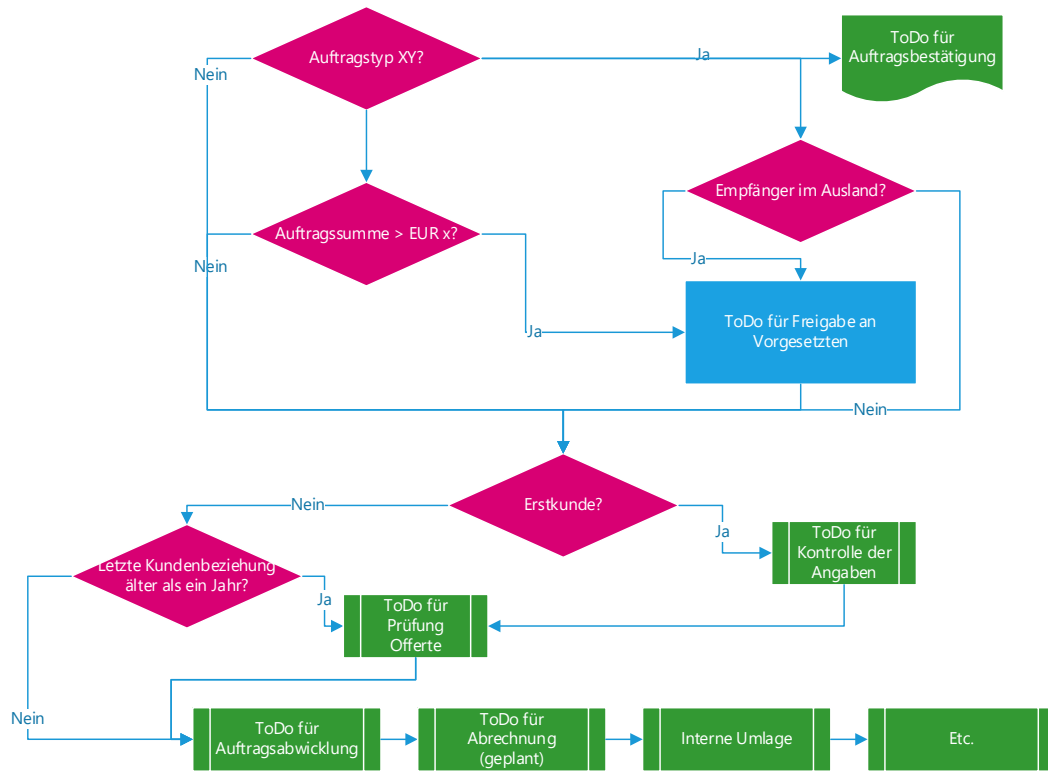 Auftragstyp XY?
Ja
ToDo für
Auftragsbestätigung
Nein
Empfänger im Ausland?
Auftragssumme > EUR x?
Nein
Ja
ToDo für Freigabe an
Vorgesetzten
Ja
Nein
Erstkunde?
Nein
Ja
ToDo für
Kontrolle der
Angaben
Letzte Kundenbeziehung
älter als ein Jahr?
Ja
ToDo für
Prüfung
Offerte
Nein
ToDo für
Auftragsabwicklung
ToDo für
Abrechnung
(geplant)
Interne Umlage
Etc.